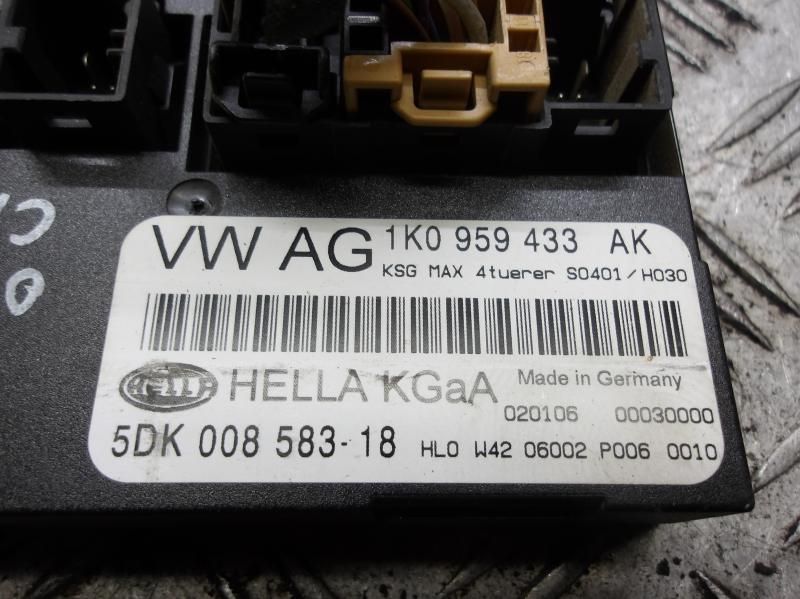 VW AG 1K0 959 433 AK
KSG MAX 4tuerer S0401/H030
HELLA HELLA KGaA Made in Germany
020106 00030000
5DK 008 583-18 HL0 W42 06002 P006 0010